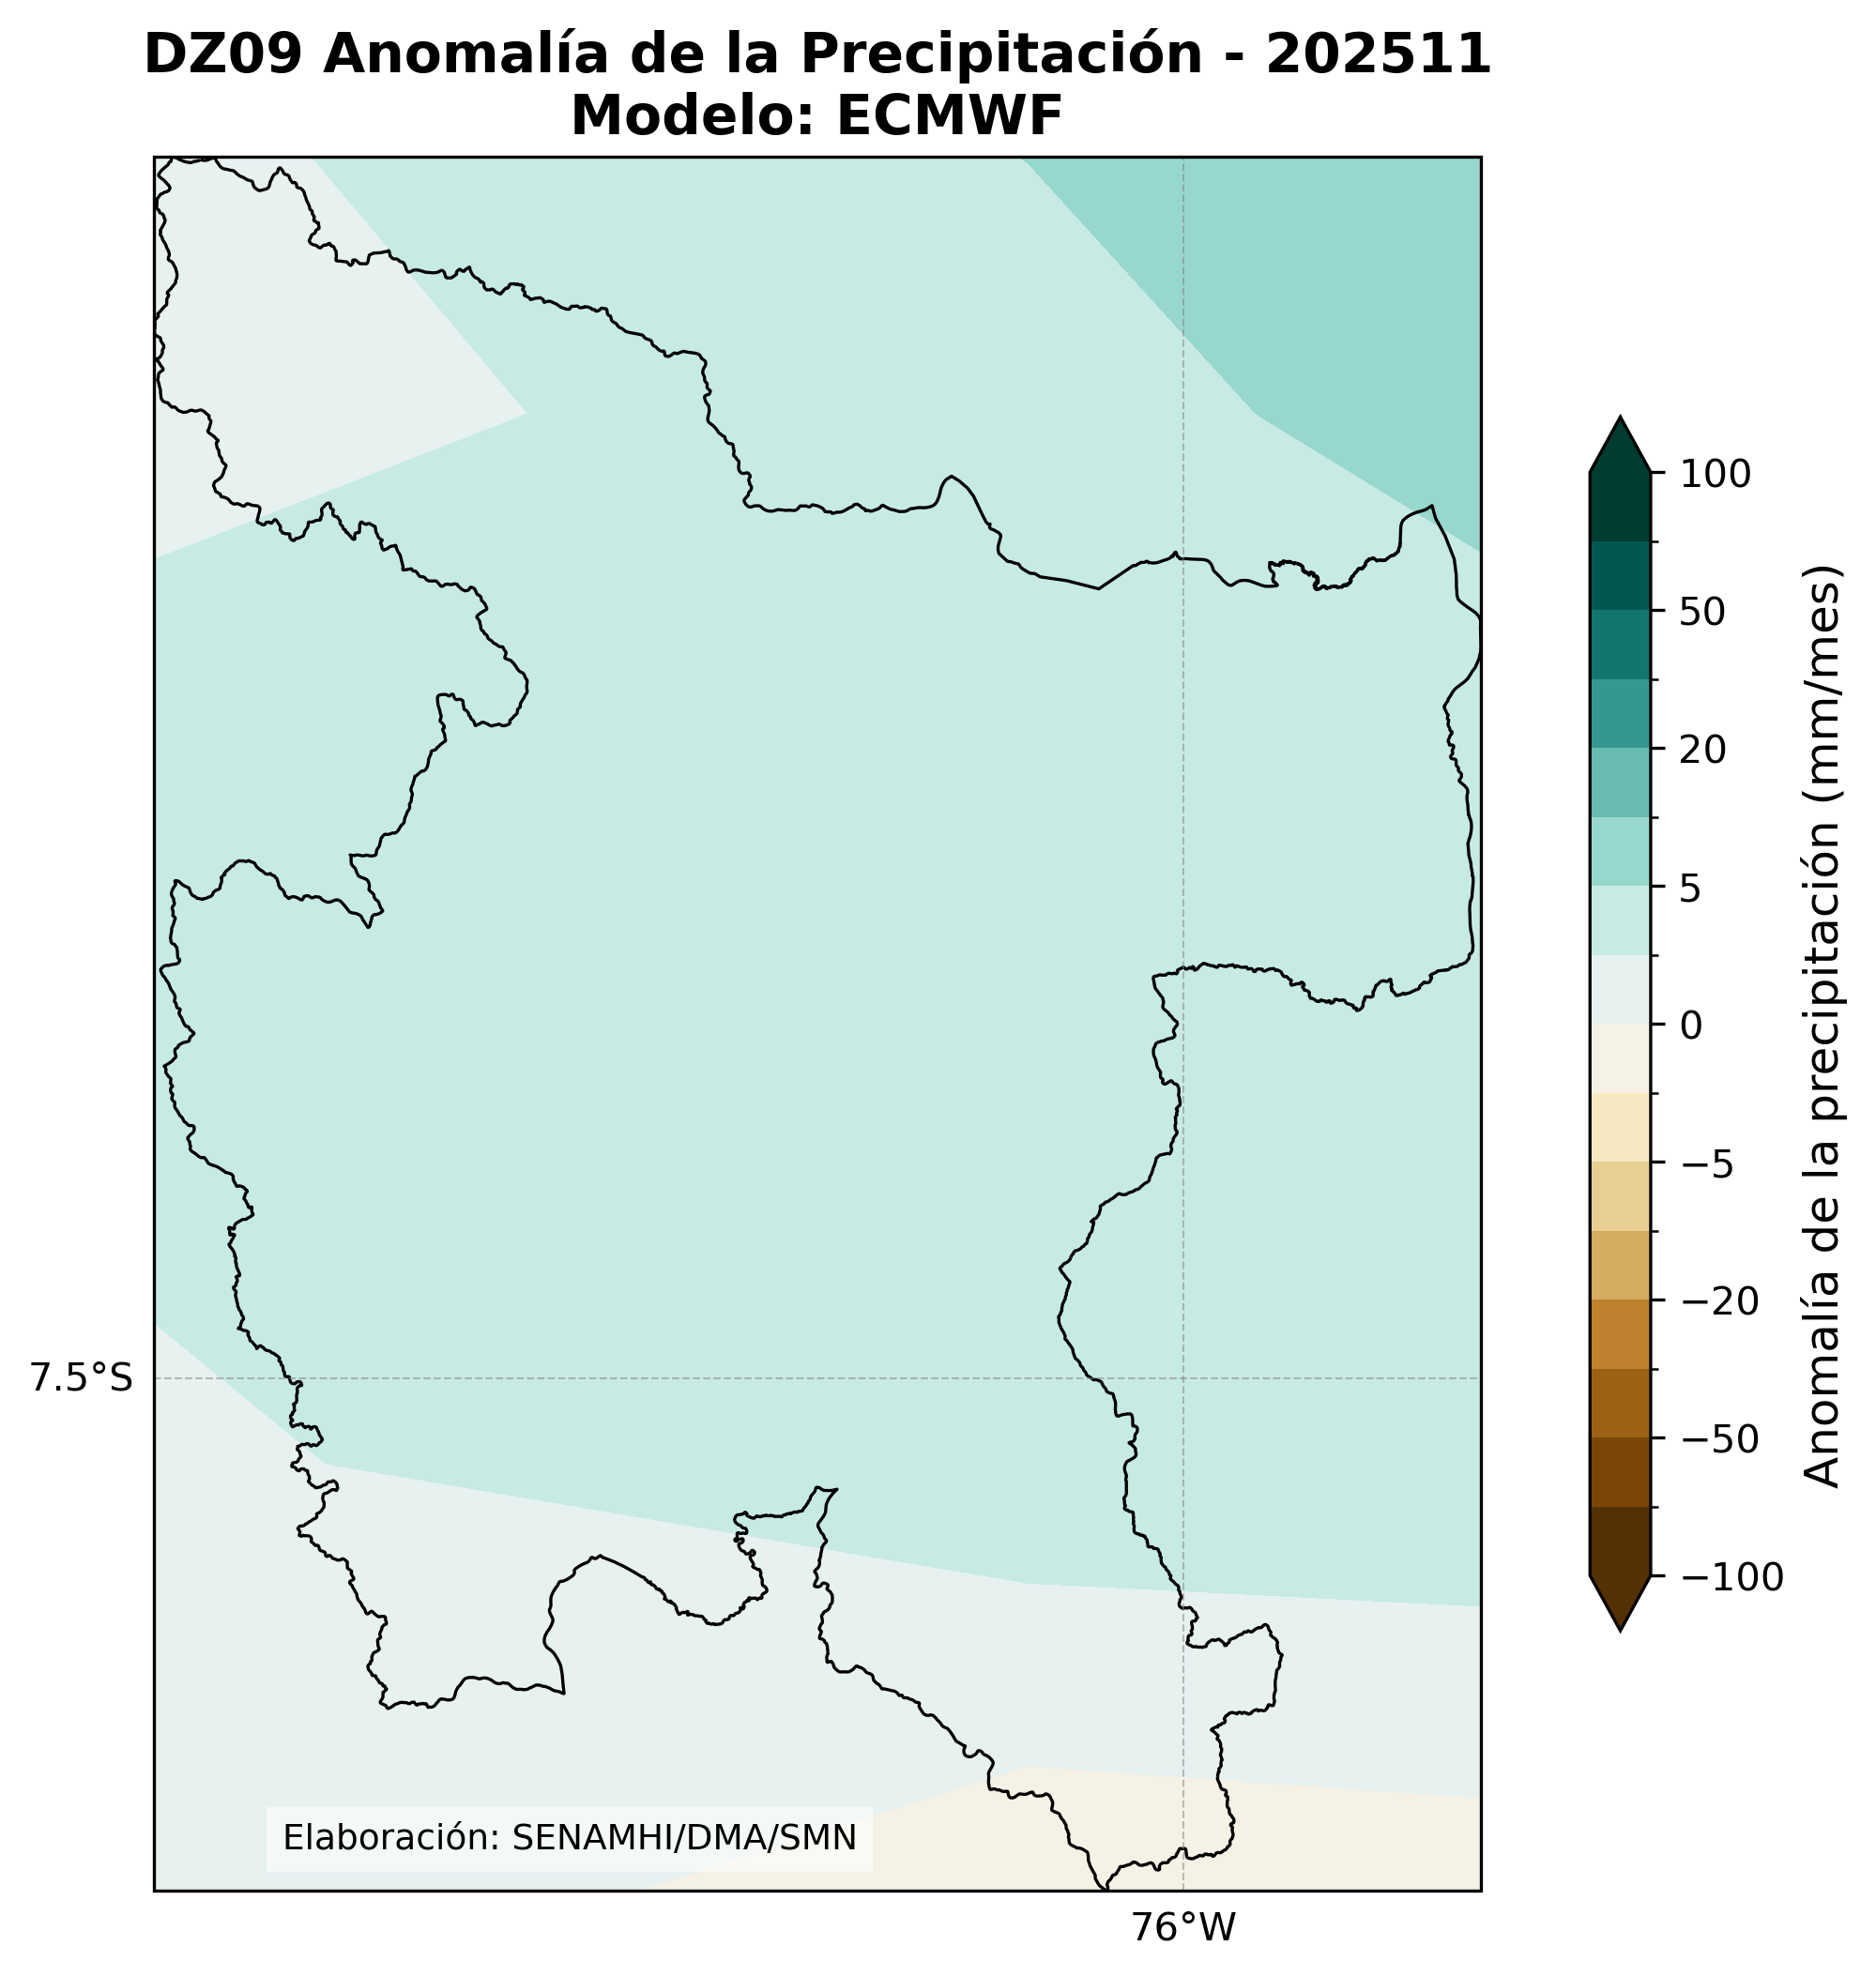 DZ09 Anomalía de la Precipitación - 202511
Modelo: ECMWF
100
50
20
5
0
−5
−20
−50
−100
Anomalía de la precipitación (mm/mes)
7.5°S
Elaboración: SENAMHI/DMA/SMN
76°W